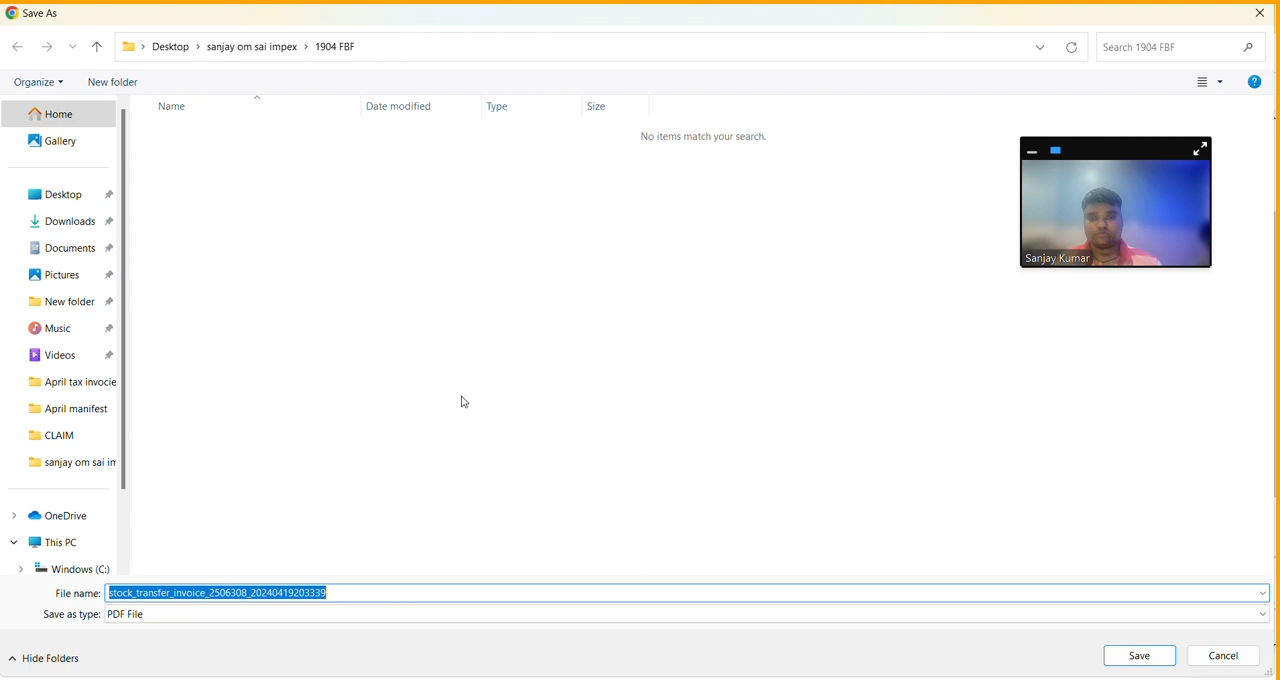 Save As
Desktop > sanjay om sai impex > 1904 FBF
Search 1904 FBF
Organize
New folder
Name
Date modified
Type
Size
No items match your search.
Home
Gallery
Desktop
Downloads
Documents
Pictures
New folder
Music
Videos
April tax invocie
April manifest
CLAIM
sanjay om sai im
OneDrive
This PC
Windows (C:)
Sanjay Kumar
File name: stock_transfer_invoice_2506308_20240419203339
Save as type: PDF File
Hide Folders
Save
Cancel